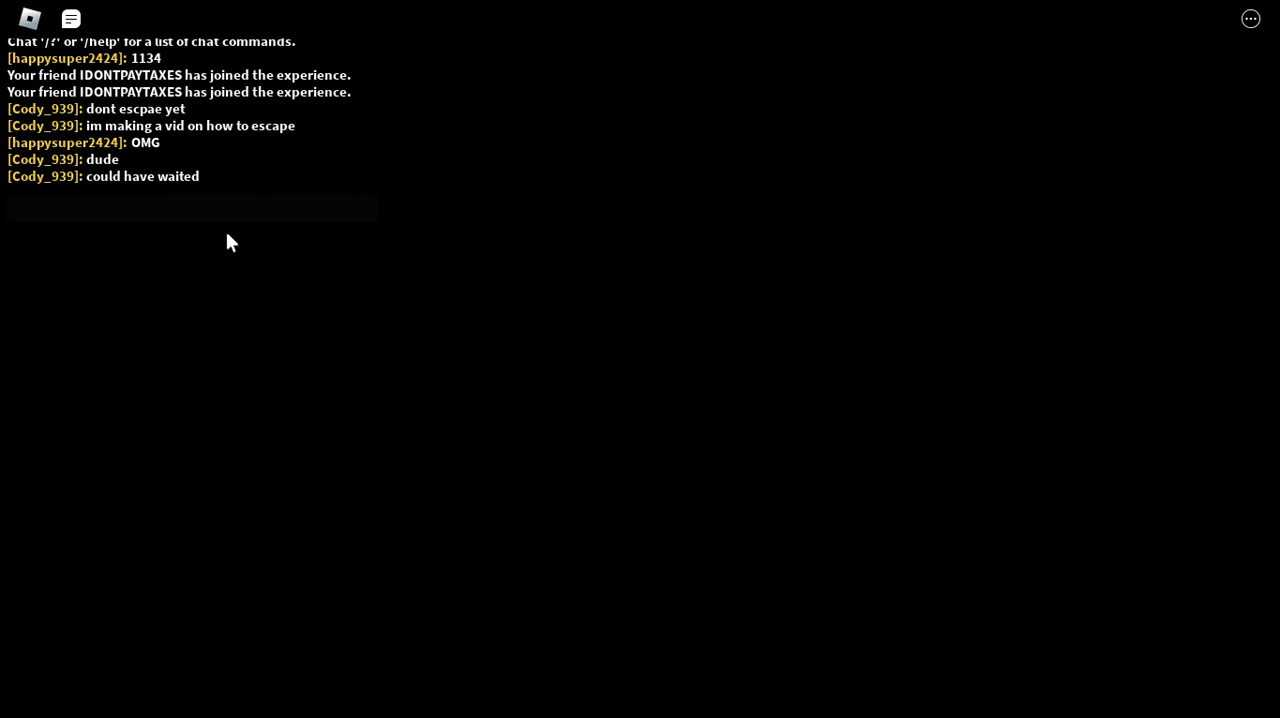 Chat '/?' or '/help' for a list of chat commands.
[happysuper2424]: 1134
Your friend IDONTPAYTAXES has joined the experience.
Your friend IDONTPAYTAXES has joined the experience.
[Cody_939]: dont escpae yet
[Cody_939]: im making a vid on how to escape
[happysuper2424]: OMG
[Cody_939]: dude
[Cody_939]: could have waited